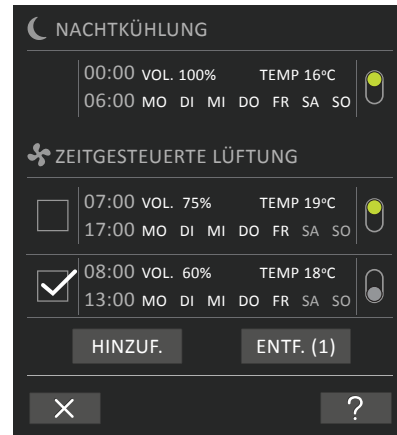 NACHTKÜHLUNG
00:00 VOL. 100% TEMP 16°C
06:00 MO DI MI DO FR SA SO
ZEITGESTEUERTE LÜFTUNG
07:00 VOL. 75% TEMP 19°C
17:00 MO DI MI DO FR SA SO
08:00 VOL. 60% TEMP 18°C
13:00 MO DI MI DO FR SA SO
HINZUF. ENTF. (1)
?